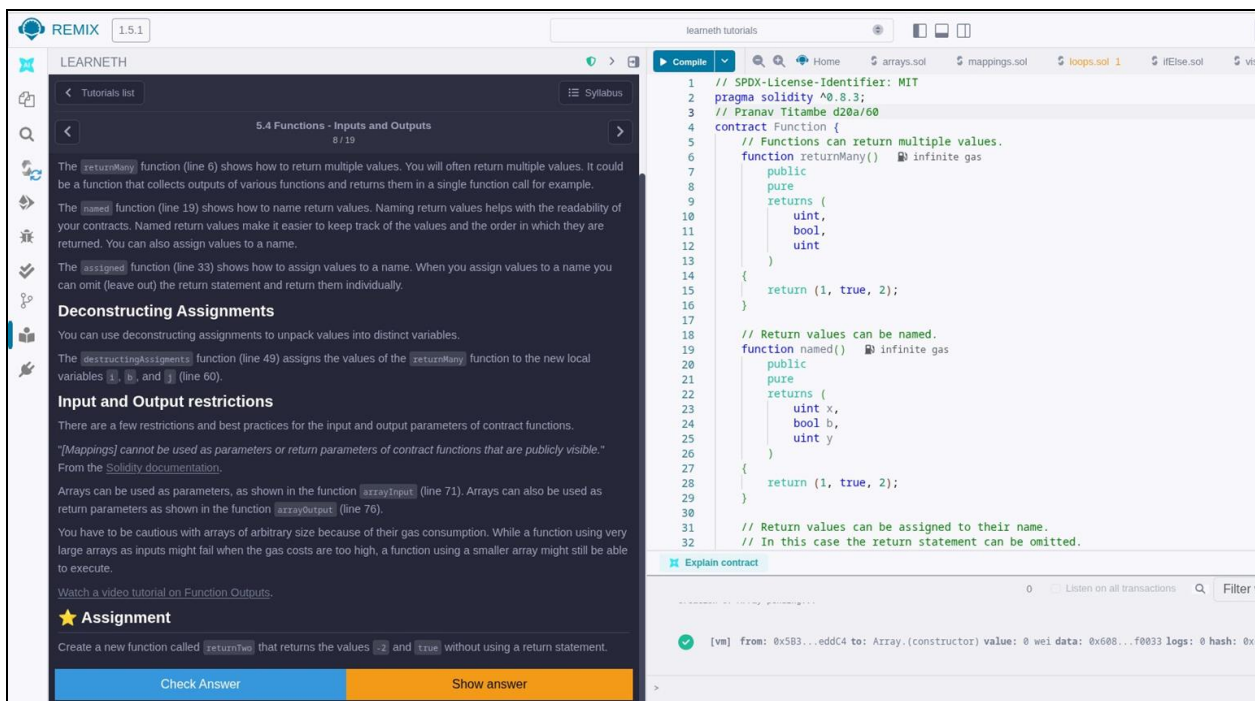 REMIX 1.5.1
learneth tutorials
LEARNETH
Tutorials list
Syllabus
5.4 Functions - Inputs and Outputs
8 / 19
The returnMany function (line 6) shows how to return multiple values. You will often return multiple values. It could
be a function that collects outputs of various functions and returns them in a single function call for example.
The named function (line 19) shows how to name return values. Naming return values helps with the readability of
your contracts. Named return values make it easier to keep track of the values and the order in which they are
returned. You can also assign values to a name.
The assigned function (line 33) shows how to assign values to a name. When you assign values to a name you
can omit (leave out) the return statement and return them individually.
Deconstructing Assignments
You can use deconstructing assignments to unpack values into distinct variables.
The destructingAssigments function (line 49) assigns the values of the returnMany function to the new local
variables i, b, and j (line 60).
Input and Output restrictions
There are a few restrictions and best practices for the input and output parameters of contract functions.
"[Mappings] cannot be used as parameters or return parameters of contract functions that are publicly visible."
From the Solidity documentation.
Arrays can be used as parameters, as shown in the function arrayInput (line 71). Arrays can also be used as
return parameters as shown in the function arrayOutput (line 76).
You have to be cautious with arrays of arbitrary size because of their gas consumption. While a function using very
large arrays as inputs might fail when the gas costs are too high, a function using a smaller array might still be able
to execute.
Watch a video tutorial on Function Outputs.
Assignment
Create a new function called returnTwo that returns the values -2 and true without using a return statement.
Check Answer
Show answer
Compile
Home
arrays.sol
mappings.sol
loops.sol 1
ifElse.sol
1 // SPDX-License-Identifier: MIT
2 pragma solidity ^0.8.3;
3 // Pranav Titambe d20a/60
4 contract Function {
5 // Functions can return multiple values.
6 function returnMany() infinite gas
7 public
8 pure
9 returns (
10 uint,
11 bool,
12 uint
13 )
14 {
15 return (1, true, 2);
16 }
17
18 // Return values can be named.
19 function named() infinite gas
20 public
21 pure
22 returns (
23 uint x,
24 bool b,
25 uint y
26 )
27 {
28 return (1, true, 2);
29 }
30
31 // Return values can be assigned to their name.
32 // In this case the return statement can be omitted.
Explain contract
0 Listen on all transactions Filter
[vm] from: 0x5B3...eddC4 to: Array.(constructor) value: 0 wei data: 0x608...f0033 logs: 0 hash:
>